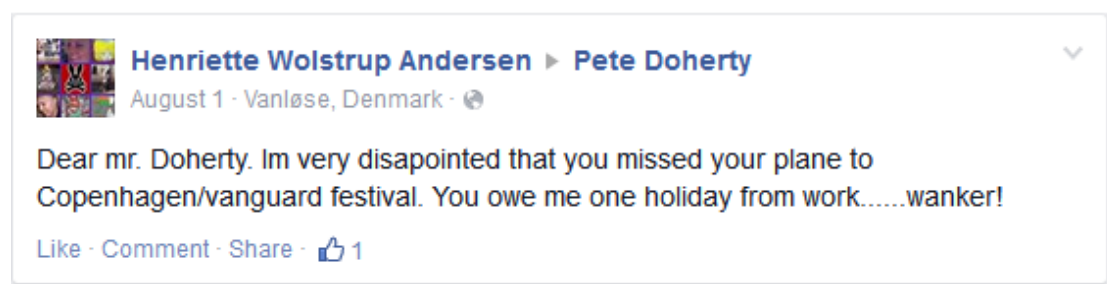 Henriette Wolstrup Andersen ▸ Pete Doherty
August 1 · Vanløse, Denmark ·
Dear mr. Doherty. Im very disapointed that you missed your plane to
Copenhagen/vanguard festival. You owe me one holiday from work......wanker!
Like · Comment · Share · 1